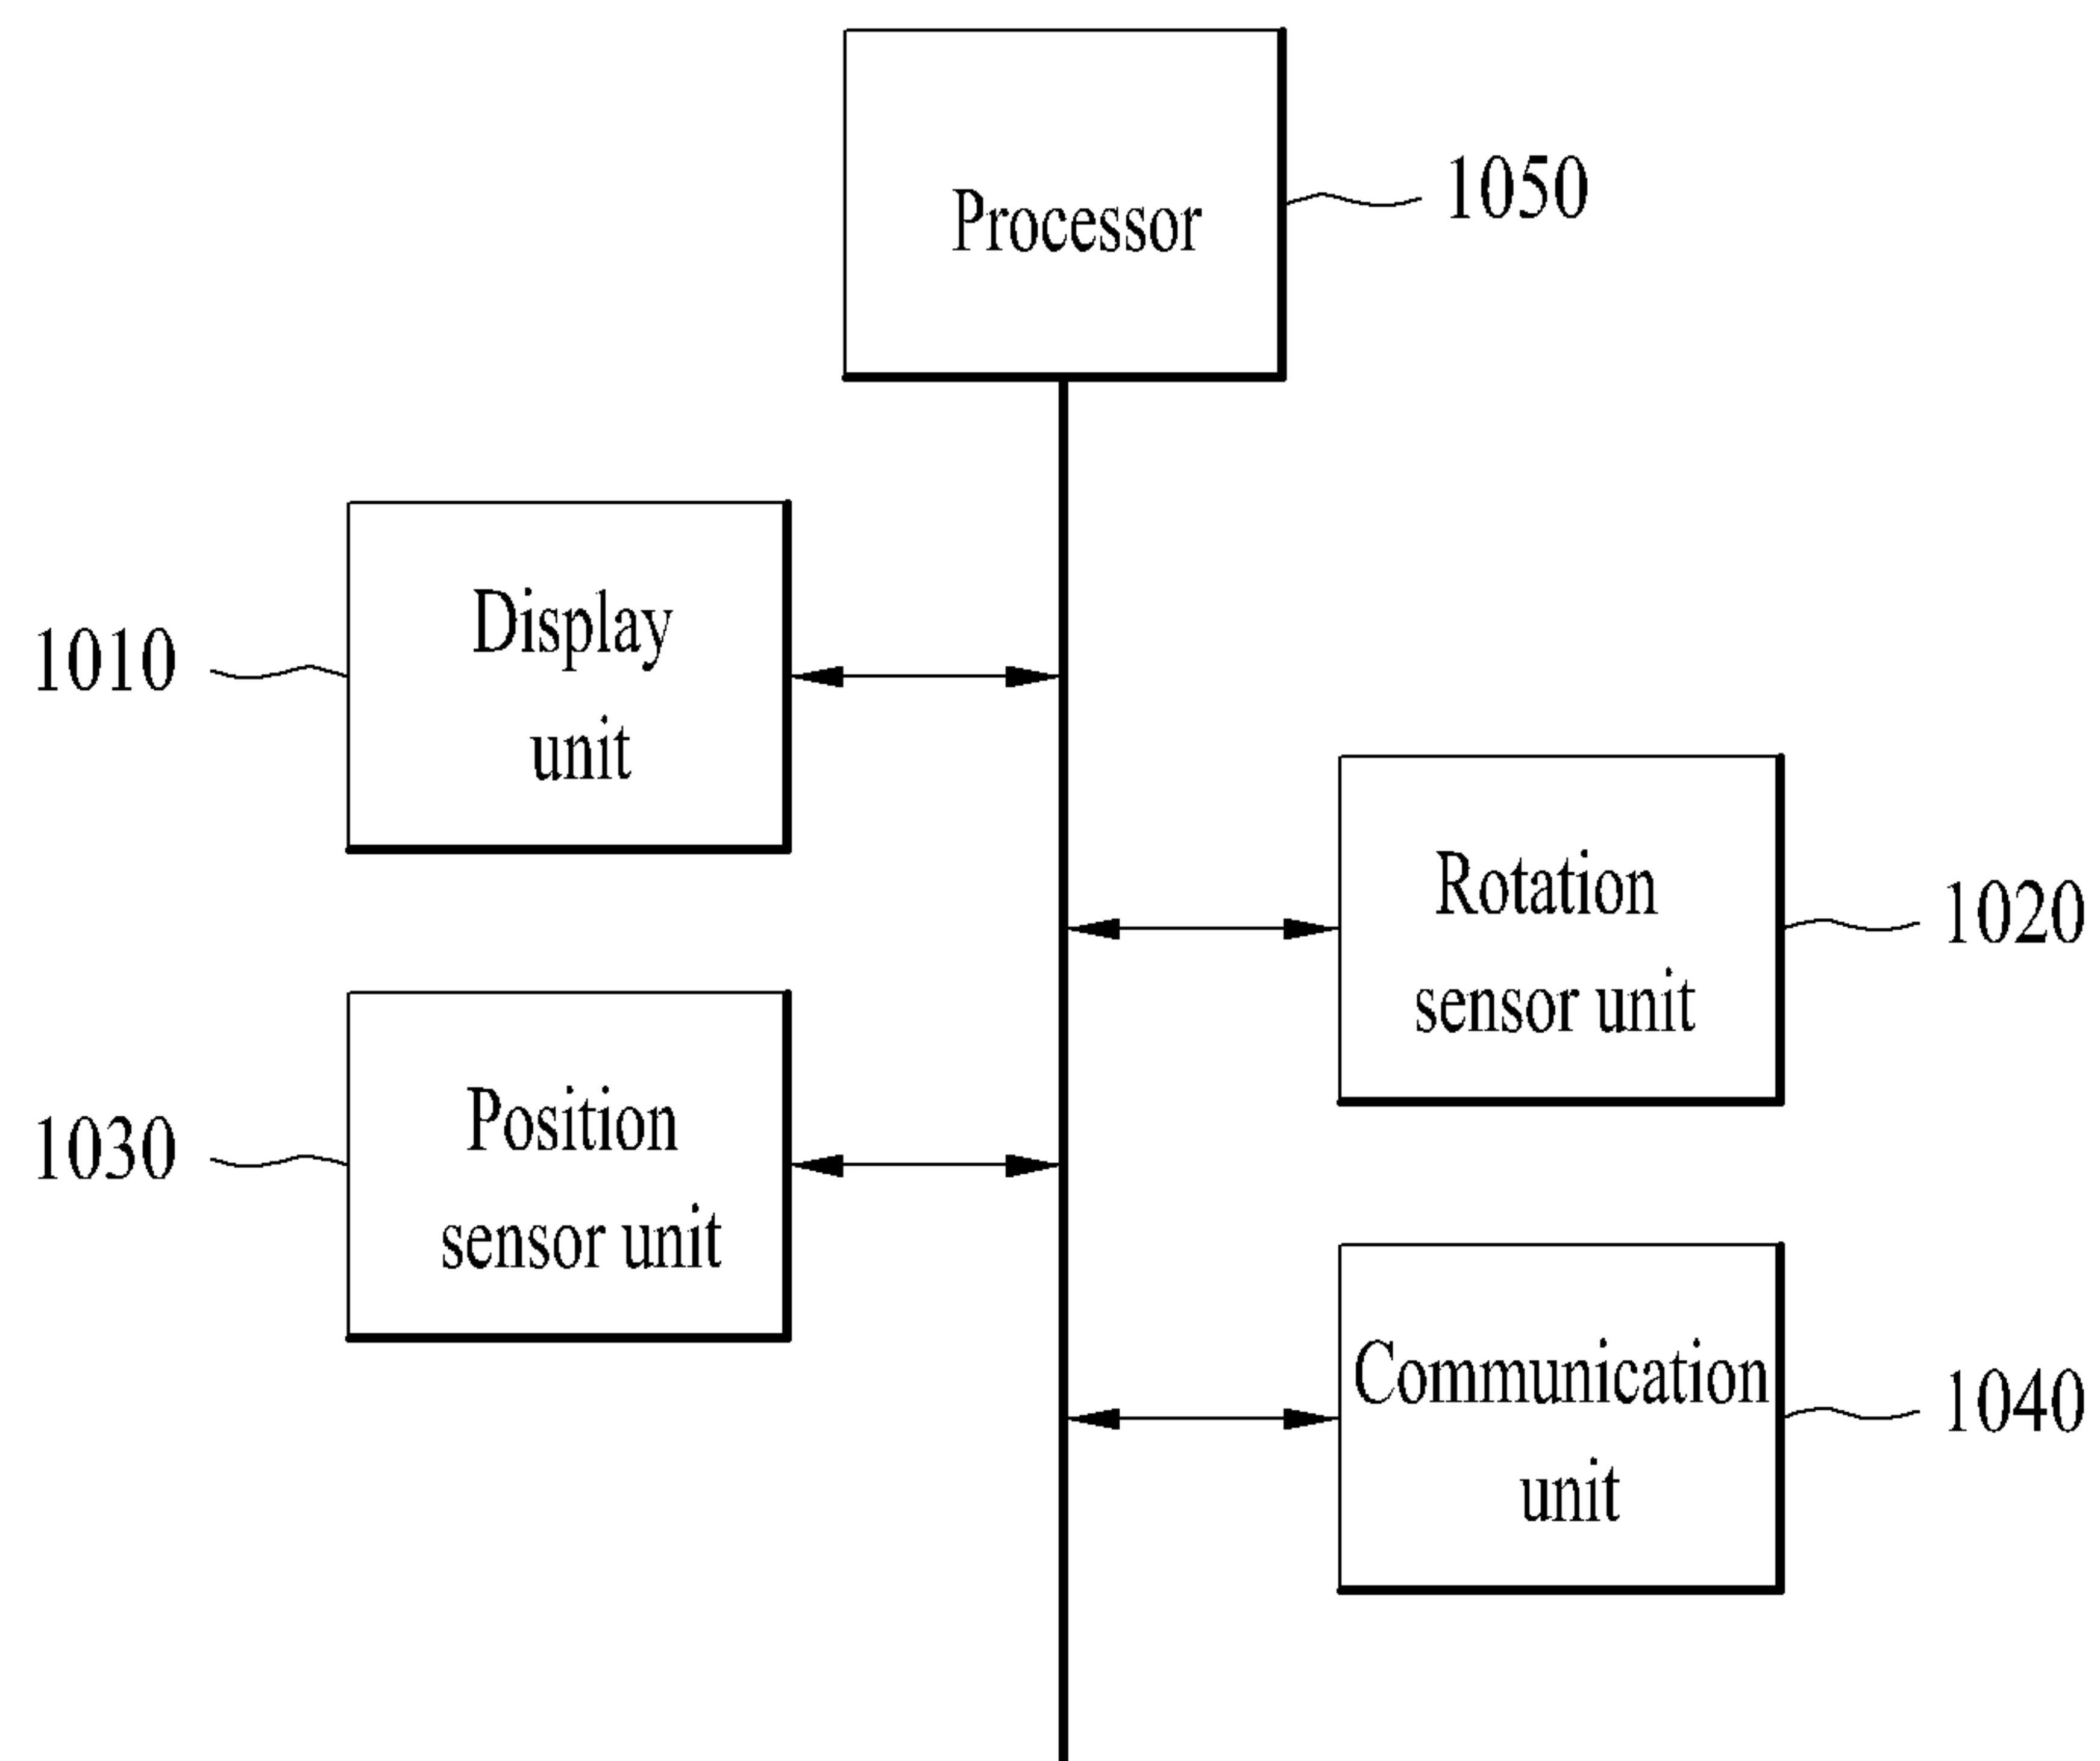 Processor
1050
Display
unit
1010
Rotation
sensor unit
1020
Position
sensor unit
1030
Communication
unit
1040